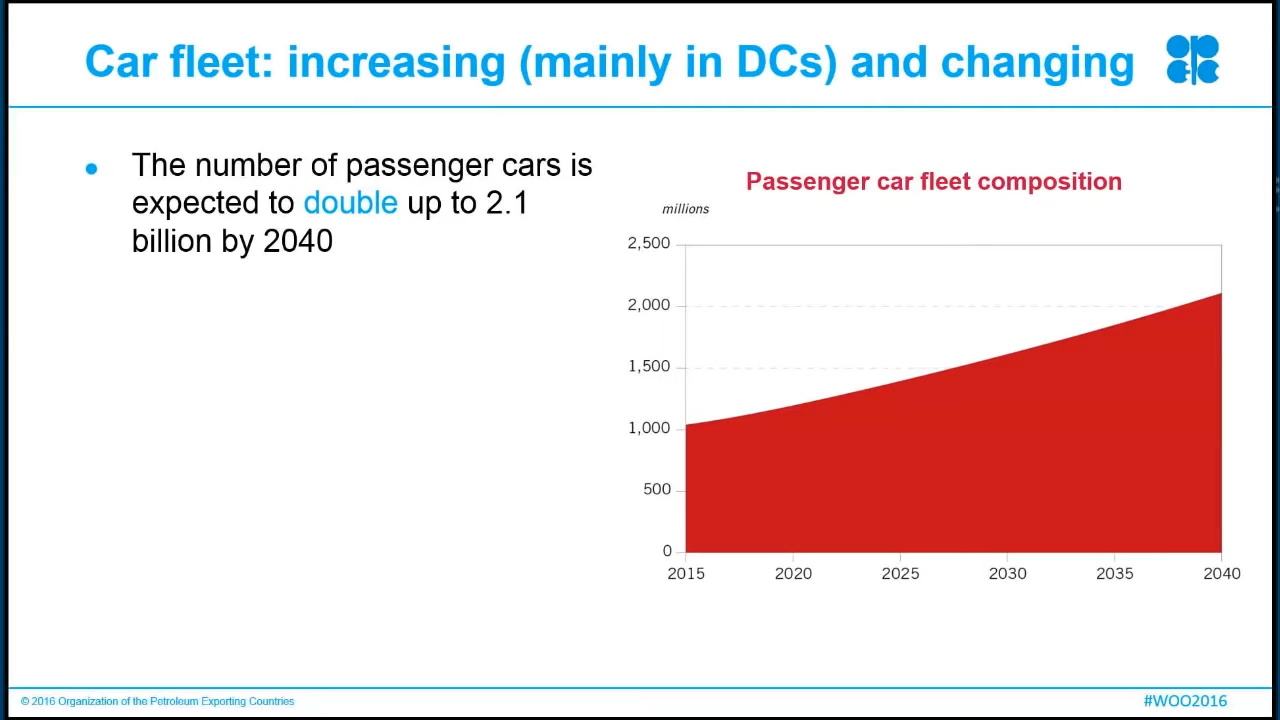 Car fleet: increasing (mainly in DCs) and changing
The number of passenger cars is
expected to double up to 2.1
billion by 2040
Passenger car fleet composition
millions
2,500
2,000
1,500
1,000
500
0
2015 2020 2025 2030 2035 2040
© 2016 Organization of the Petroleum Exporting Countries
#WOO2016